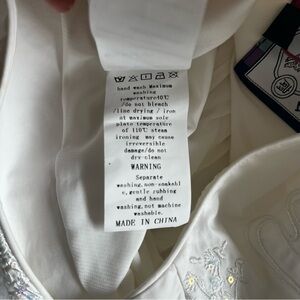 hand wash Maximum
washing
temperature40℃
/do not bleach
/line drying / iron
at maximum sole
plate temperature
of 110℃ steam
ironing may cause
irreversible
damage/do not
dry-clean
WARNING
Separate
washing,non-soakabl
e,gentle rubbing
and hand
washing,not machine
washable.
MADE IN CHINA